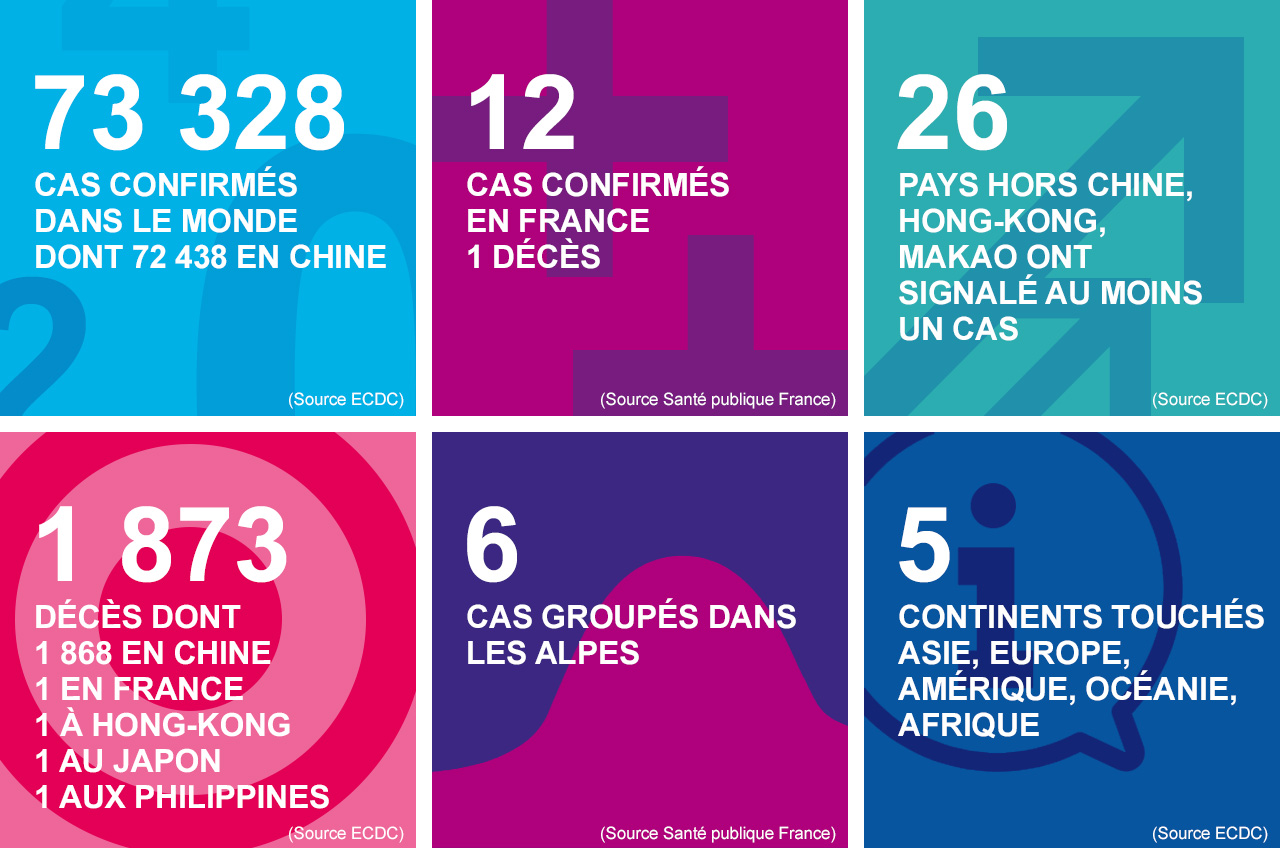 73 328
CAS CONFIRMÉS
DANS LE MONDE
DONT 72 438 EN CHINE
(Source ECDC)
12
CAS CONFIRMÉS
EN FRANCE
1 DÉCÈS
(Source Santé publique France)
26
PAYS HORS CHINE,
HONG-KONG,
MAKAO ONT
SIGNALÉ AU MOINS
UN CAS
(Source ECDC)
1 873
DÉCÈS DONT
1 868 EN CHINE
1 EN FRANCE
1 À HONG-KONG
1 AU JAPON
1 AUX PHILIPPINES
(Source ECDC)
6
CAS GROUPÉS DANS
LES ALPES
(Source Santé publique France)
5
CONTINENTS TOUCHÉS
ASIE, EUROPE,
AMÉRIQUE, OCÉANIE,
AFRIQUE
(Source ECDC)